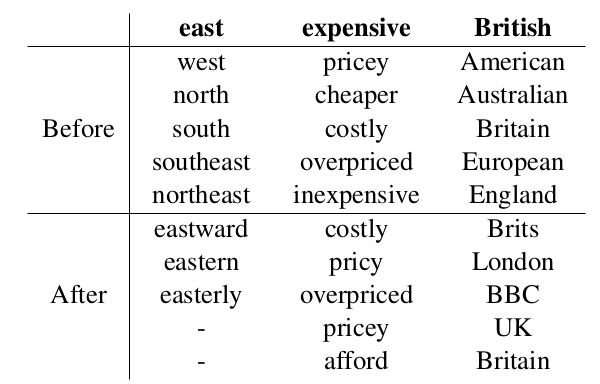 east expensive British
west pricey American
north cheaper Australian
Before south costly Britain
southeast overpriced European
northeast inexpensive England
eastward costly Brits
eastern pricy London
After easterly overpriced BBC
- pricey UK
- afford Britain